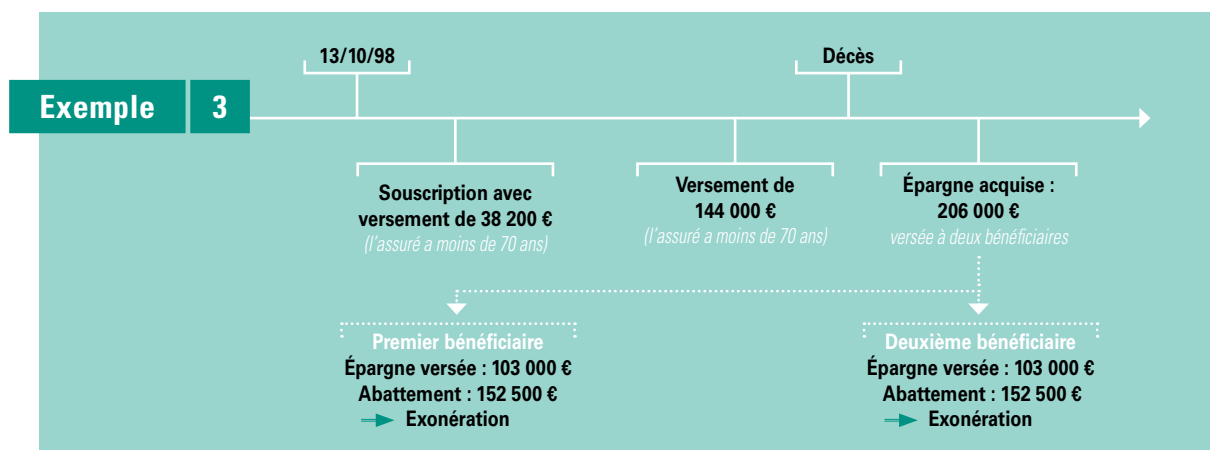 13/10/98
Décès
Exemple 3
Souscription avec
versement de 38 200 €
(l'assuré a moins de 70 ans)
Versement de
144 000 €
(l'assuré a moins de 70 ans)
Épargne acquise :
206 000 €
versée à deux bénéficiaires
Premier bénéficiaire
Épargne versée : 103 000 €
Abattement : 152 500 €
Exonération
Deuxième bénéficiaire
Épargne versée : 103 000 €
Abattement : 152 500 €
Exonération